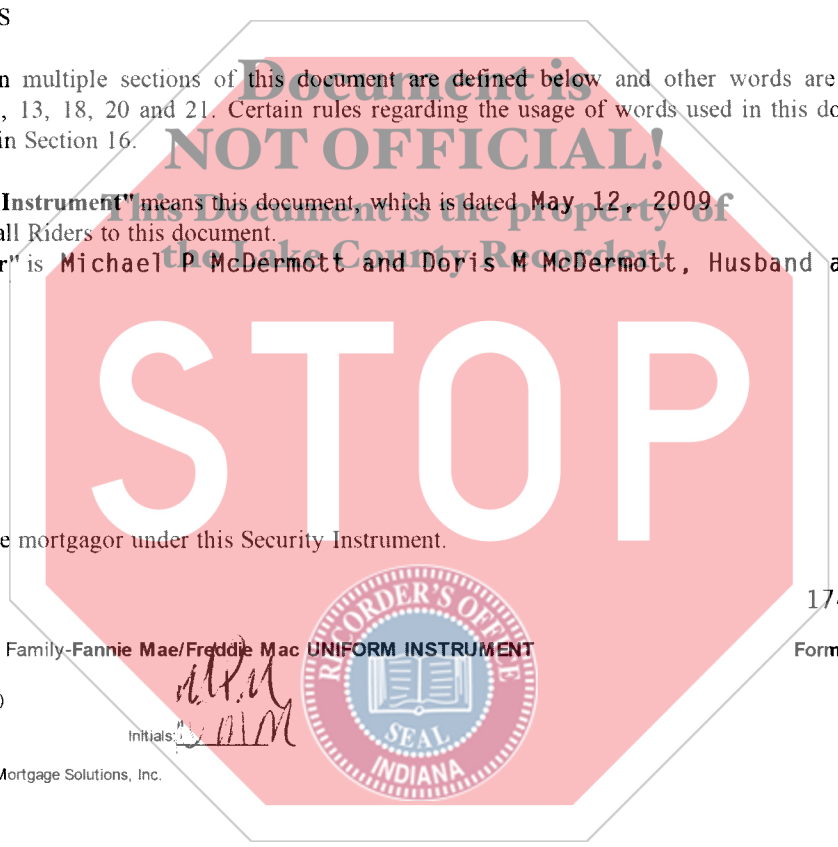 S
Document is
n multiple sections of this document are defined below and other words are
, 13, 18, 20 and 21. Certain rules regarding the usage of words used in this do
in Section 16.
NOT OFFICIAL!
Instrument" means this document, which is dated May 12, 2009
This Document is the property of
all Riders to this document.
the Lake County Recorder!
r" is Michael P McDermott and Doris M McDermott, Husband a
STOP
e mortgagor under this Security Instrument.
17
RECORDER'S OFFICE
Family-Fannie Mae/Freddie Mac UNIFORM INSTRUMENT
Form
)
Initials:
SEAL
INDIANA
Mortgage Solutions, Inc.